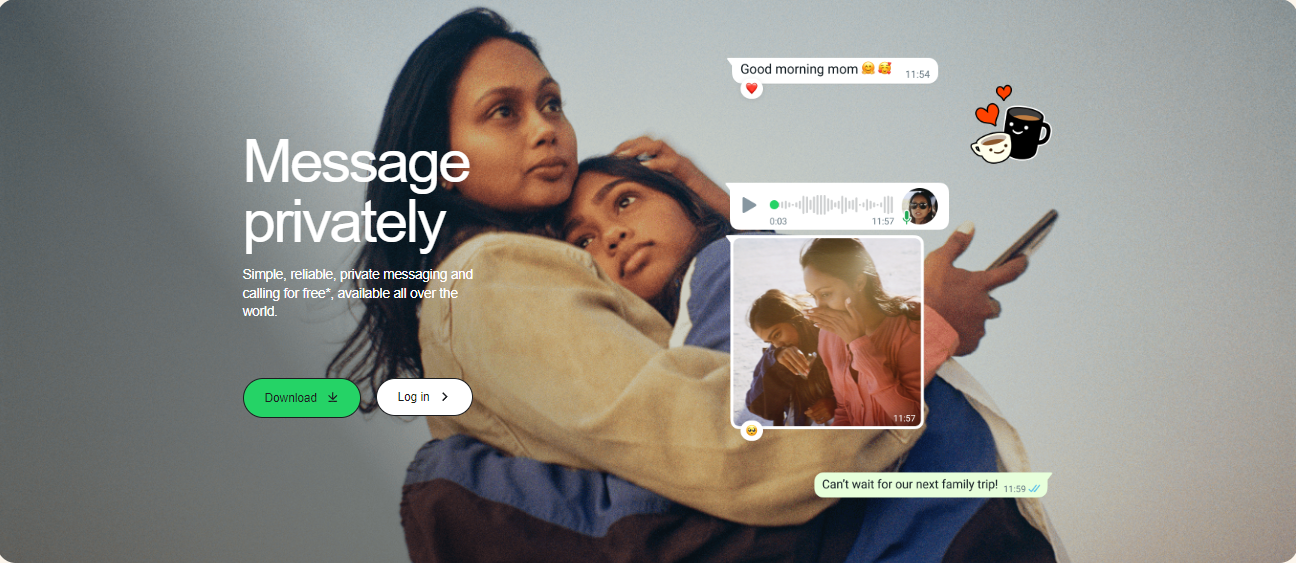 Message
privately
Simple, reliable, private messaging and
calling for free*, available all over the
world.
Download
Log in
Good morning mom 🤗 🥰 11:54
0:03 11:57
11:57
Can't wait for our next family trip! 11:59